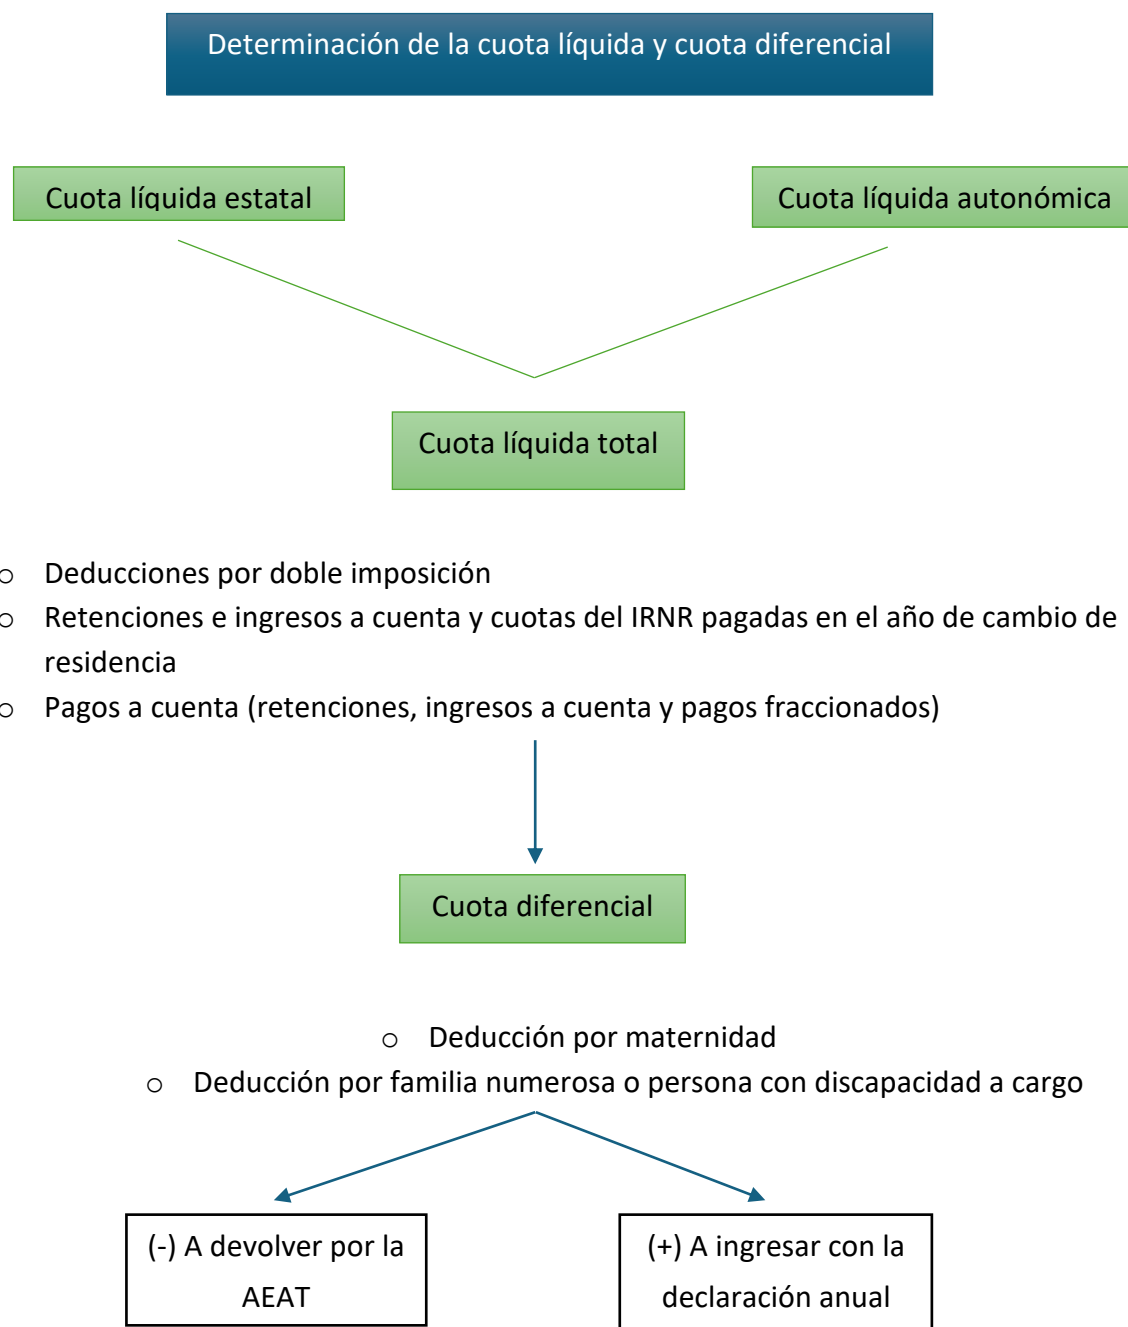 Determinación de la cuota líquida y cuota diferencial
Cuota líquida estatal
Cuota líquida autonómica
Cuota líquida total
o Deducciones por doble imposición
o Retenciones e ingresos a cuenta y cuotas del IRNR pagadas en el año de cambio de
residencia
o Pagos a cuenta (retenciones, ingresos a cuenta y pagos fraccionados)
Cuota diferencial
o Deducción por maternidad
o Deducción por familia numerosa o persona con discapacidad a cargo
(-) A devolver por la
AEAT
(+) A ingresar con la
declaración anual